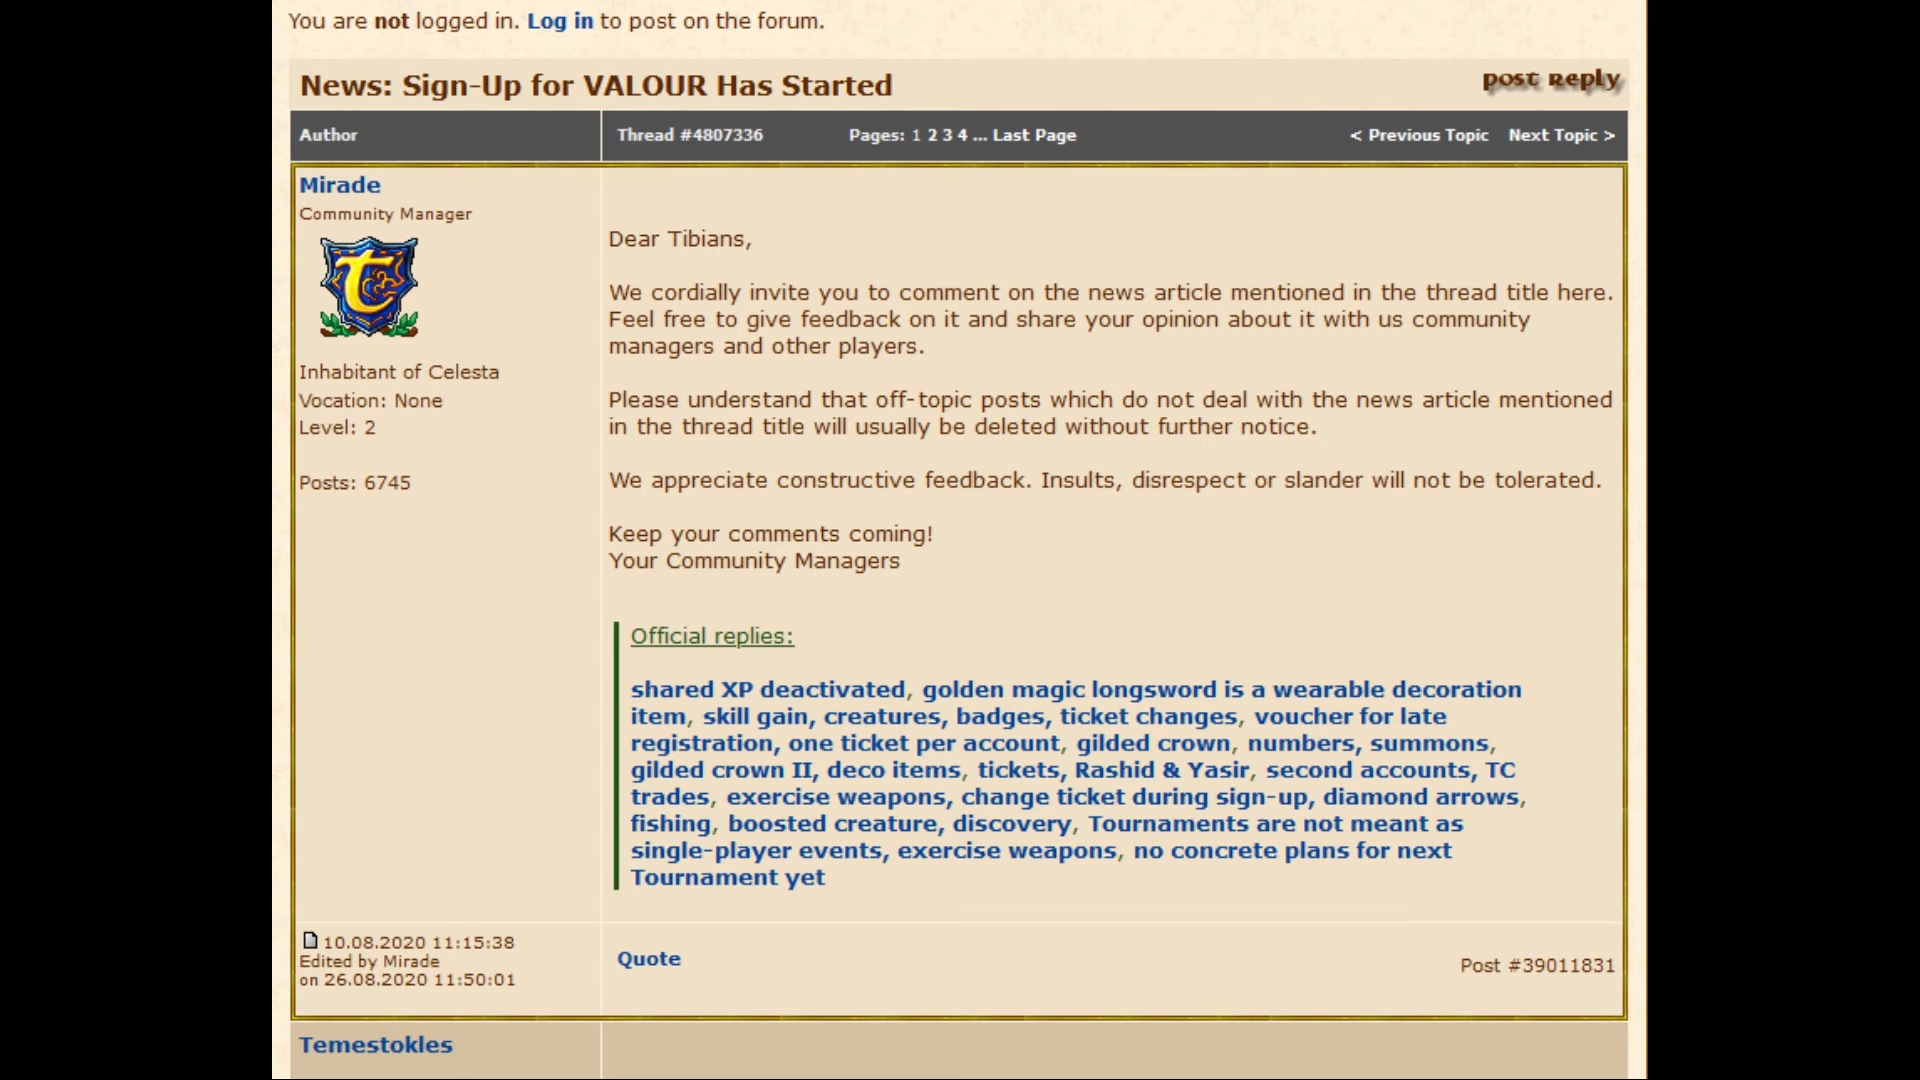 You are not logged in. Log in to post on the forum.
News: Sign-Up for VALOUR Has Started
post reply
Author
Thread #4807336
Pages: 1 2 3 4 ... Last Page
< Previous Topic Next Topic >
Mirade
Community Manager
t
Inhabitant of Celesta
Vocation: None
Level: 2
Posts: 6745
Dear Tibians,
We cordially invite you to comment on the news article mentioned in the thread title here.
Feel free to give feedback on it and share your opinion about it with us community
managers and other players.
Please understand that off-topic posts which do not deal with the news article mentioned
in the thread title will usually be deleted without further notice.
We appreciate constructive feedback. Insults, disrespect or slander will not be tolerated.
Keep your comments coming!
Your Community Managers
Official replies:
shared XP deactivated, golden magic longsword is a wearable decoration
item, skill gain, creatures, badges, ticket changes, voucher for late
registration, one ticket per account, gilded crown, numbers, summons,
gilded crown II, deco items, tickets, Rashid & Yasir, second accounts, TC
trades, exercise weapons, change ticket during sign-up, diamond arrows,
fishing, boosted creature, discovery, Tournaments are not meant as
single-player events, exercise weapons, no concrete plans for next
Tournament yet
10.08.2020 11:15:38
Edited by Mirade
on 26.08.2020 11:50:01
Quote
Post #39011831
Temestokles